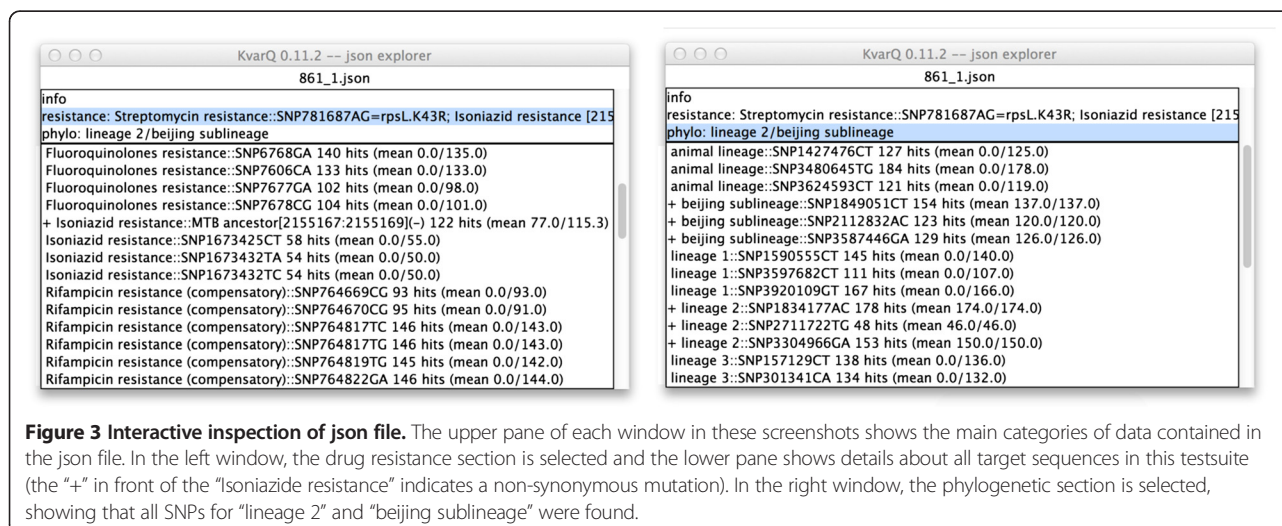 KvarQ 0.11.2 -- json explorer
861_1.json
info
resistance: Streptomycin resistance::SNP781687AG=rpsL.K43R; Isoniazid resistance [215
phylo: lineage 2/beijing sublineage
Fluoroquinolones resistance::SNP6768GA 140 hits (mean 0.0/135.0)
Fluoroquinolones resistance::SNP7606CA 133 hits (mean 0.0/133.0)
Fluoroquinolones resistance::SNP7677GA 102 hits (mean 0.0/98.0)
Fluoroquinolones resistance::SNP7678CG 104 hits (mean 0.0/101.0)
+ Isoniazid resistance::MTB ancestor[2155167:2155169](-) 122 hits (mean 77.0/115.3)
Isoniazid resistance::SNP1673425CT 58 hits (mean 0.0/55.0)
Isoniazid resistance::SNP1673432TA 54 hits (mean 0.0/50.0)
Isoniazid resistance::SNP1673432TC 54 hits (mean 0.0/50.0)
Rifampicin resistance (compensatory)::SNP764669CG 93 hits (mean 0.0/93.0)
Rifampicin resistance (compensatory)::SNP764670CG 95 hits (mean 0.0/91.0)
Rifampicin resistance (compensatory)::SNP764817TC 146 hits (mean 0.0/143.0)
Rifampicin resistance (compensatory)::SNP764817TG 146 hits (mean 0.0/143.0)
Rifampicin resistance (compensatory)::SNP764819TG 145 hits (mean 0.0/142.0)
Rifampicin resistance (compensatory)::SNP764822GA 146 hits (mean 0.0/144.0)
KvarQ 0.11.2 -- json explorer
861_1.json
info
resistance: Streptomycin resistance::SNP781687AG=rpsL.K43R; Isoniazid resistance [215
phylo: lineage 2/beijing sublineage
animal lineage::SNP1427476CT 127 hits (mean 0.0/125.0)
animal lineage::SNP3480645TG 184 hits (mean 0.0/178.0)
animal lineage::SNP3624593CT 121 hits (mean 0.0/119.0)
+ beijing sublineage::SNP1849051CT 154 hits (mean 137.0/137.0)
+ beijing sublineage::SNP2112832AC 123 hits (mean 120.0/120.0)
+ beijing sublineage::SNP3587446GA 129 hits (mean 126.0/126.0)
lineage 1::SNP1590555CT 145 hits (mean 0.0/140.0)
lineage 1::SNP3597682CT 111 hits (mean 0.0/107.0)
lineage 1::SNP3920109GT 167 hits (mean 0.0/166.0)
+ lineage 2::SNP1834177AC 178 hits (mean 174.0/174.0)
+ lineage 2::SNP2711722TG 48 hits (mean 46.0/46.0)
+ lineage 2::SNP3304966GA 153 hits (mean 150.0/150.0)
lineage 3::SNP157129CT 138 hits (mean 0.0/136.0)
lineage 3::SNP301341CA 134 hits (mean 0.0/132.0)
Figure 3 Interactive inspection of json file. The upper pane of each window in these screenshots shows the main categories of data contained in
the json file. In the left window, the drug resistance section is selected and the lower pane shows details about all target sequences in this testsuite
(the “+” in front of the “Isoniazide resistance” indicates a non-synonymous mutation). In the right window, the phylogenetic section is selected,
showing that all SNPs for “lineage 2” and “beijing sublineage” were found.